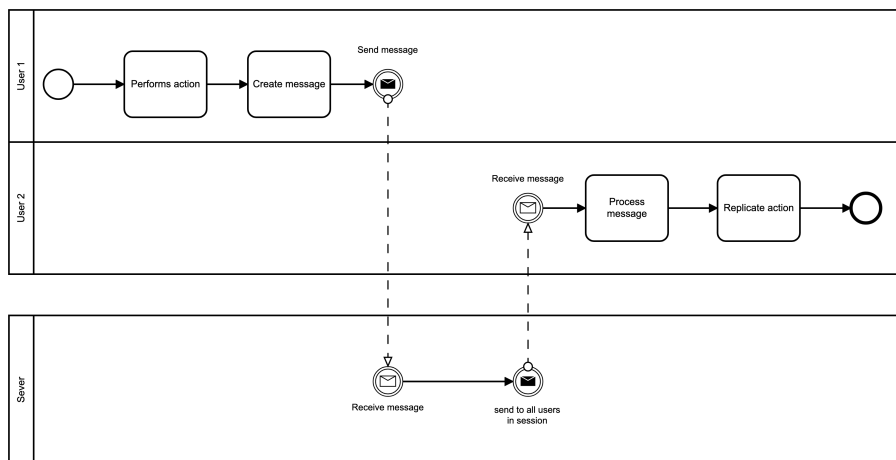 User 1
Send message
Performs action
Create message
User 2
Receive message
Process
message
Replicate action
Sever
Receive message
send to all users
in session